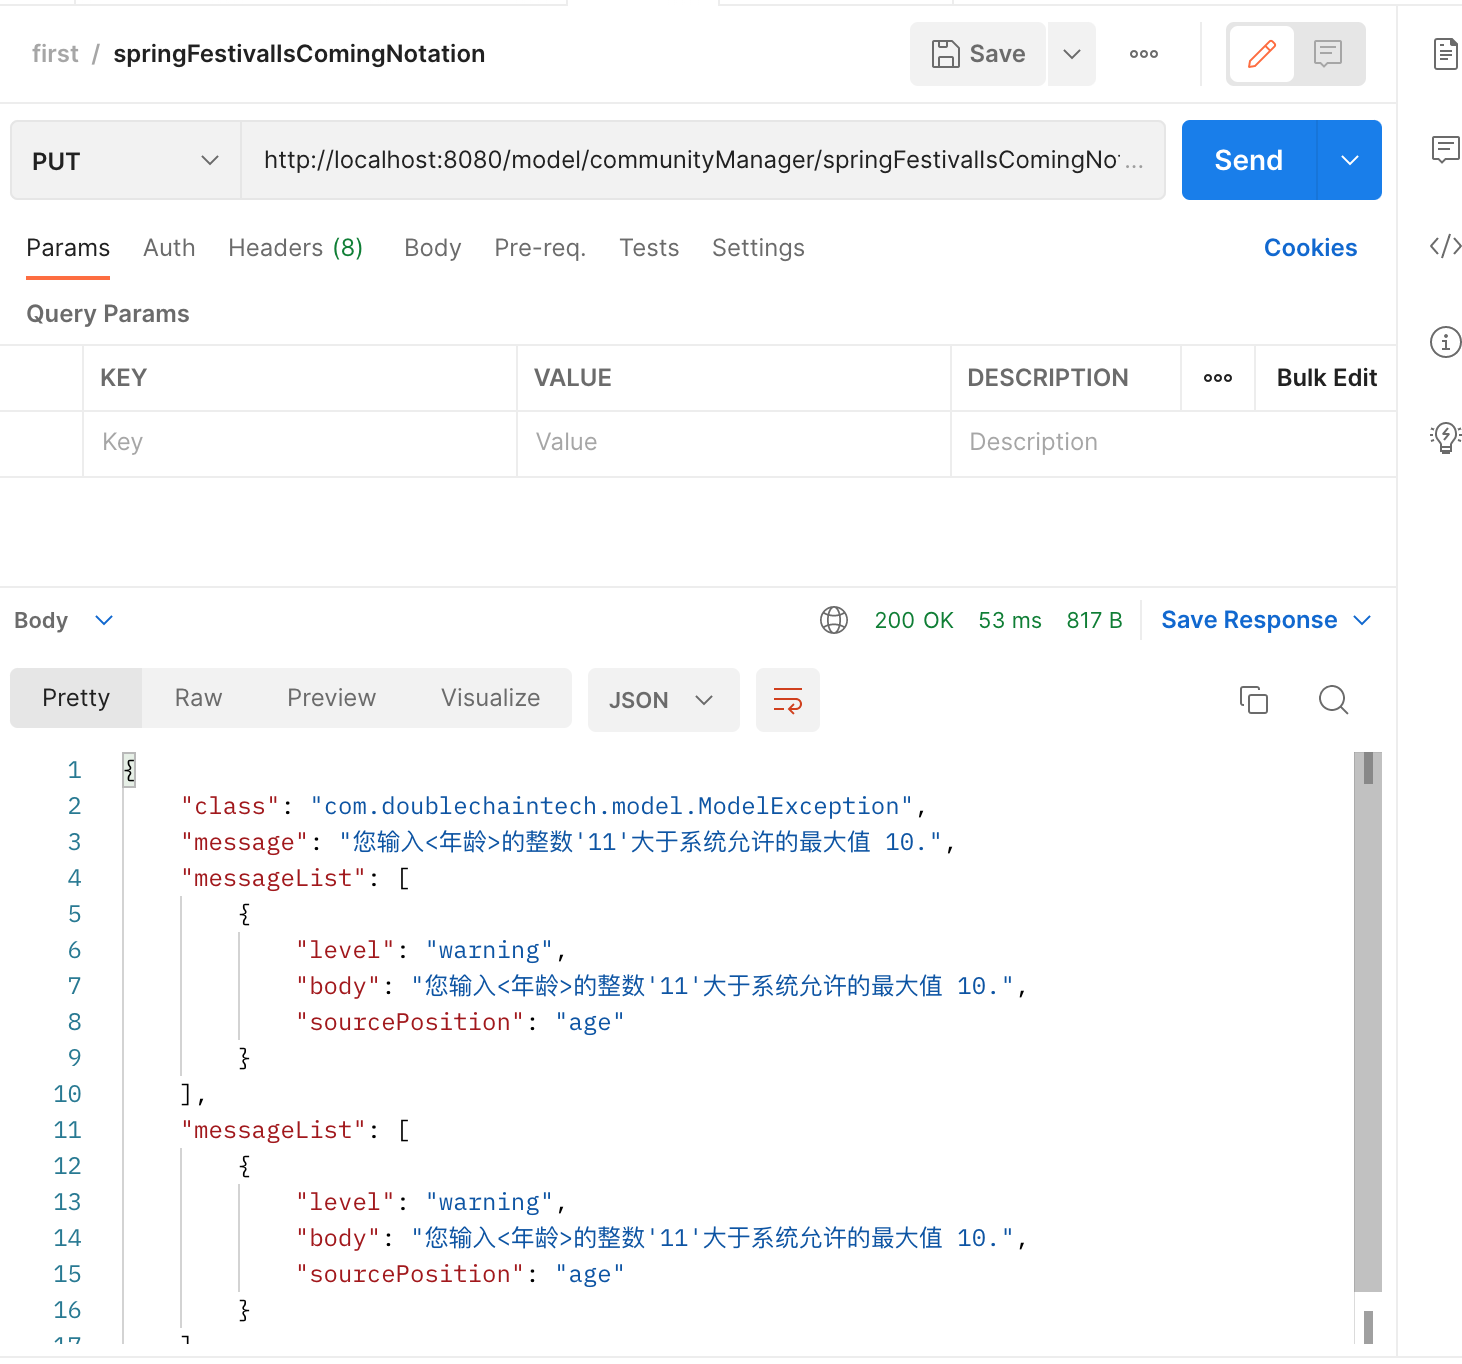 first / springFestivalIsComingNotation
Save
PUT
http://localhost:8080/model/communityManager/springFestivalIsComingNo...
Send
Params Auth Headers (8) Body Pre-req. Tests Settings
Cookies
Query Params
KEY VALUE DESCRIPTION ooo Bulk Edit
Key Value Description
Body
200 OK 53 ms 817 B Save Response
Pretty Raw Preview Visualize JSON
1 {
2 "class": "com.doublechaintech.model.ModelException",
3 "message": "您输入<年龄>的整数'11'大于系统允许的最大值 10.",
4 "messageList": [
5 {
6 "level": "warning",
7 "body": "您输入<年龄>的整数'11'大于系统允许的最大值 10.",
8 "sourcePosition": "age"
9 }
10 ],
11 "messageList": [
12 {
13 "level": "warning",
14 "body": "您输入<年龄>的整数'11'大于系统允许的最大值 10.",
15 "sourcePosition": "age"
16 }
17 ]